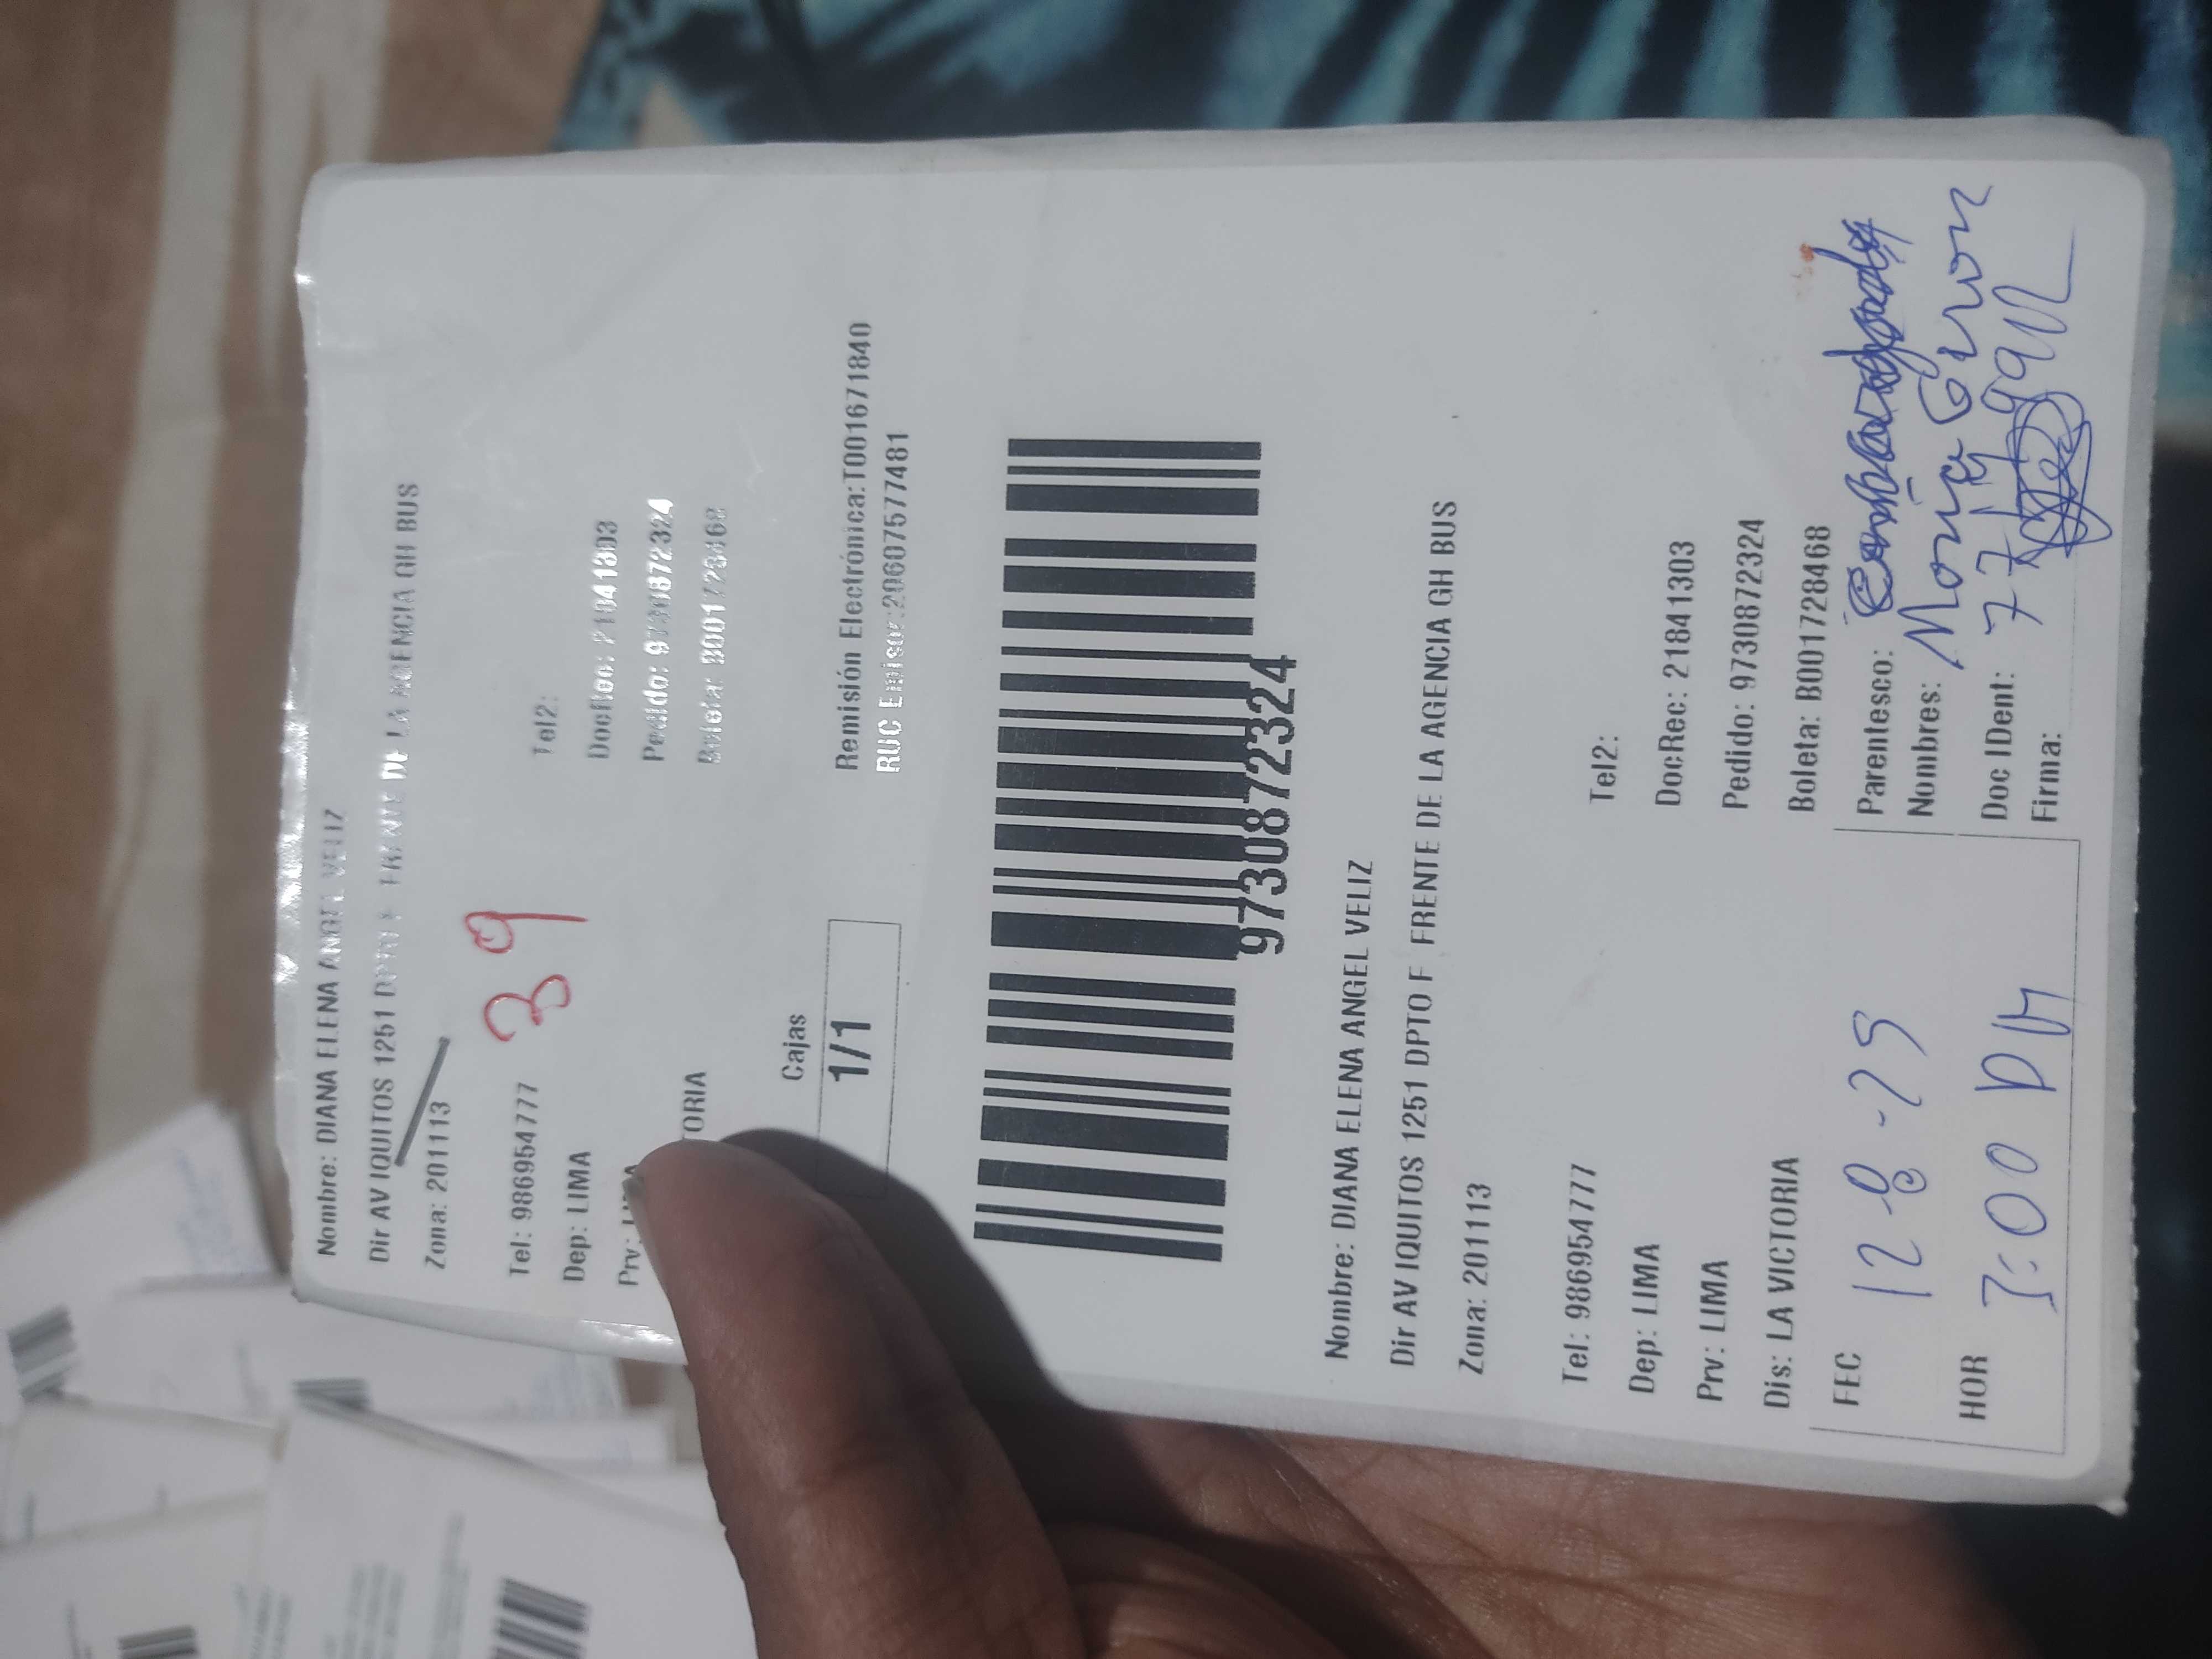 Nombre: DIANA ELENA ANGEL VELIZ
Dir AV IQUITOS 1251 DPTO F FRENTE DE LA AGENCIA GH BUS
Zona: 201113
39
Tel: 986954777
Tel2:
Dep: LIMA
DocRec: 21841303
Prv:
Pedido: 9730872324
ORIA
Boleta: B001728468
Cajas
1/1
Remisión Electrónica:T001671840
RUC Emisor:20607577481
9730872324
Nombre: DIANA ELENA ANGEL VELIZ
Dir AV IQUITOS 1251 DPTO F FRENTE DE LA AGENCIA GH BUS
Zona: 201113
Tel: 986954777
Tel2:
Dep: LIMA
DocRec: 21841303
Prv: LIMA
Pedido: 9730872324
Dis: LA VICTORIA
Boleta: B001728468
FEC 12-8-25
Parentesco:
Nombres:
HOR 7:00 PM
Doc IDent:
Firma: